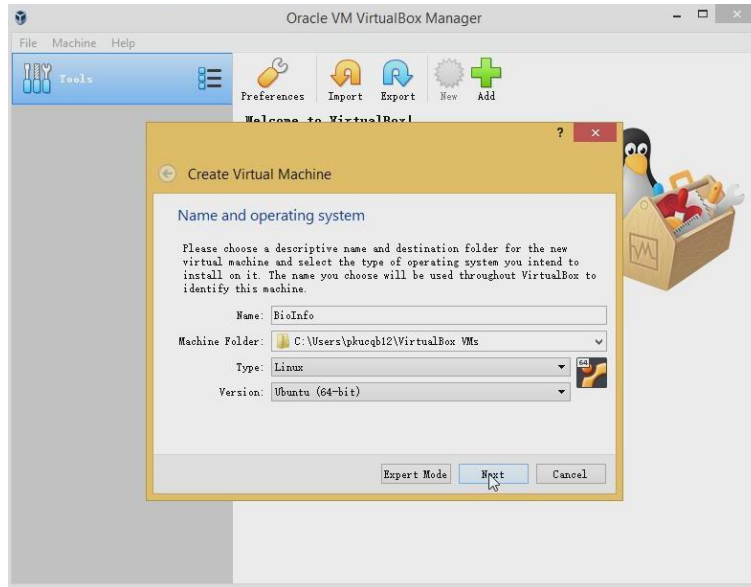 Oracle VM VirtualBox Manager
File Machine Help
Tools
Preferences Import Export New Add
Welcome to VirtualBox!
?
Create Virtual Machine
Name and operating system
Please choose a descriptive name and destination folder for the new
virtual machine and select the type of operating system you intend to
install on it. The name you choose will be used throughout VirtualBox to
identify this machine.
Name: BioInfo
Machine Folder: C:\Users\pkucqb12\VirtualBox VMs
Type: Linux
64
Version: Ubuntu (64-bit)
Expert Mode Next Cancel